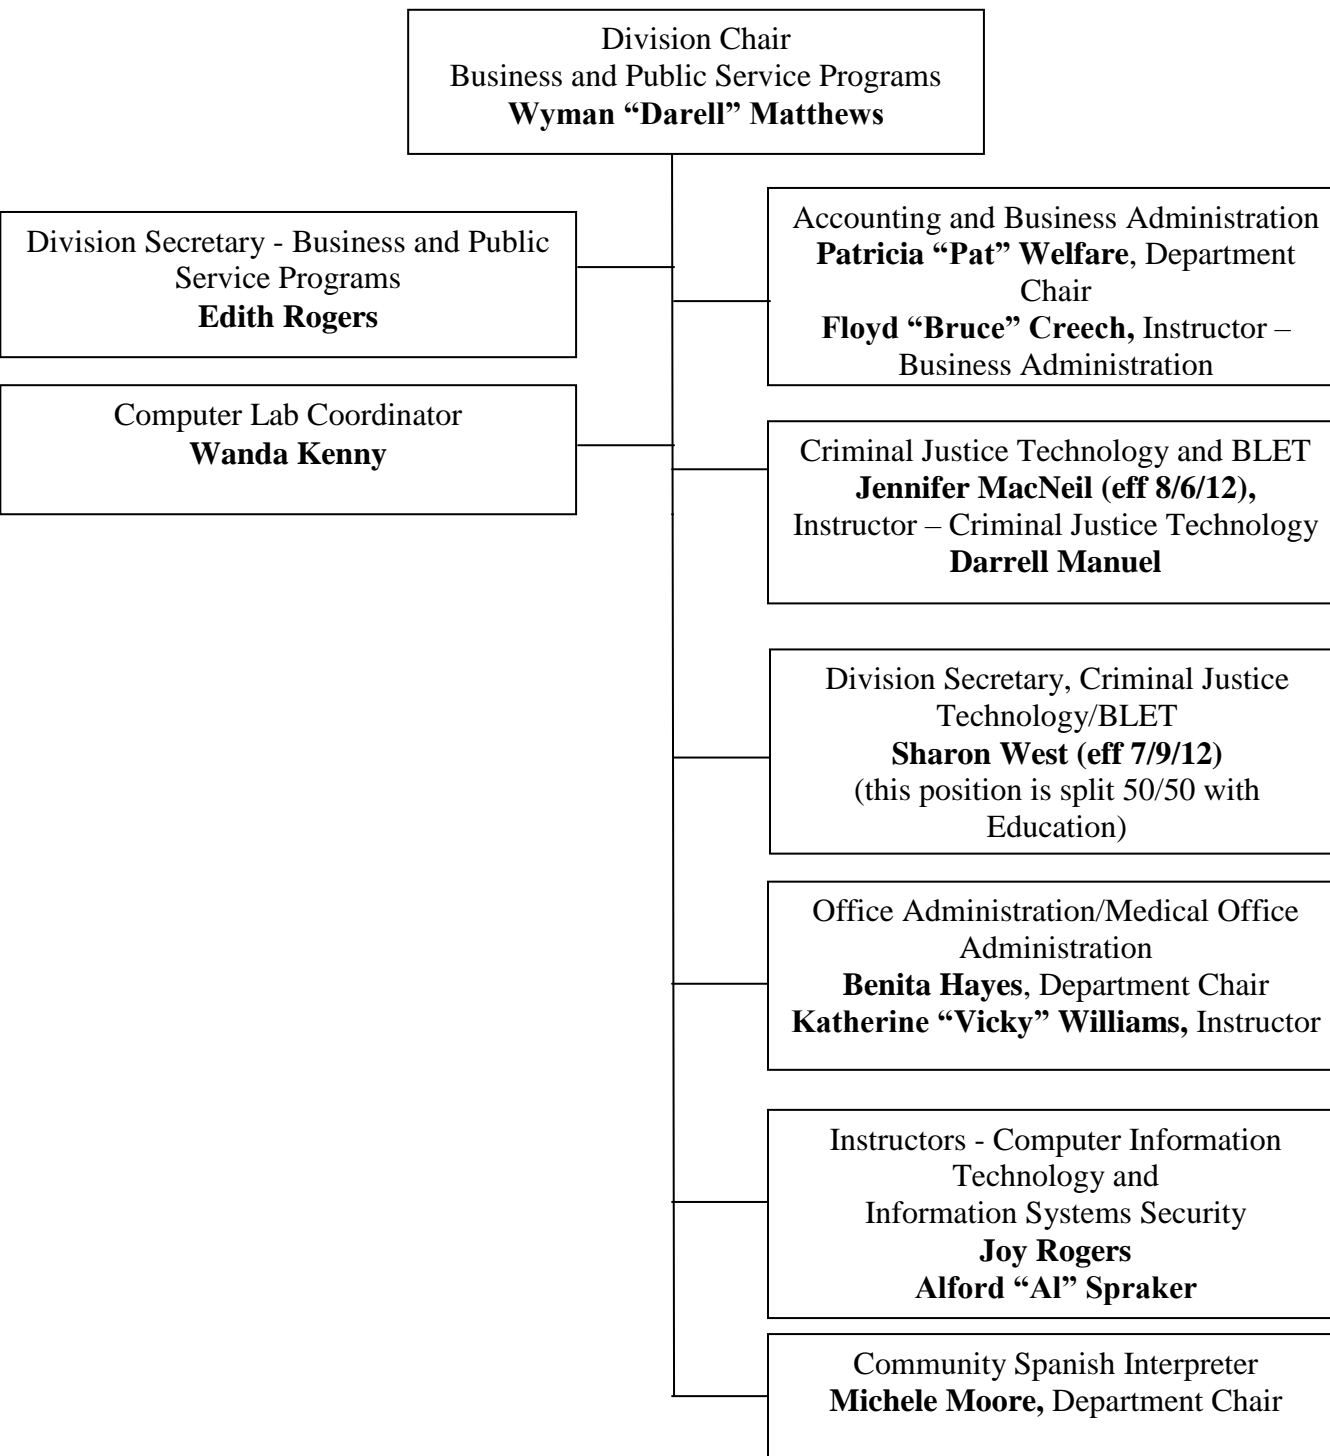 Division Chair
Business and Public Service Programs
Wyman “Darell” Matthews
Division Secretary - Business and Public
Service Programs
Edith Rogers
Computer Lab Coordinator
Wanda Kenny
Accounting and Business Administration
Patricia “Pat” Welfare, Department
Chair
Floyd “Bruce” Creech, Instructor –
Business Administration
Criminal Justice Technology and BLET
Jennifer MacNeil (eff 8/6/12),
Instructor – Criminal Justice Technology
Darrell Manuel
Division Secretary, Criminal Justice
Technology/BLET
Sharon West (eff 7/9/12)
(this position is split 50/50 with
Education)
Office Administration/Medical Office
Administration
Benita Hayes, Department Chair
Katherine “Vicky” Williams, Instructor
Instructors - Computer Information
Technology and
Information Systems Security
Joy Rogers
Alford “Al” Spraker
Community Spanish Interpreter
Michele Moore, Department Chair